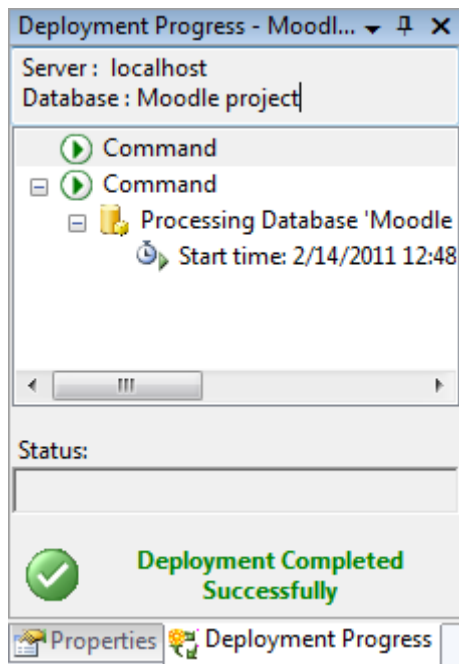 Deployment Progress - Moodl...
Server : localhost
Database : Moodle project
Command
Command
Processing Database 'Moodle
Start time: 2/14/2011 12:48
Status:
Deployment Completed
Successfully
Properties Deployment Progress